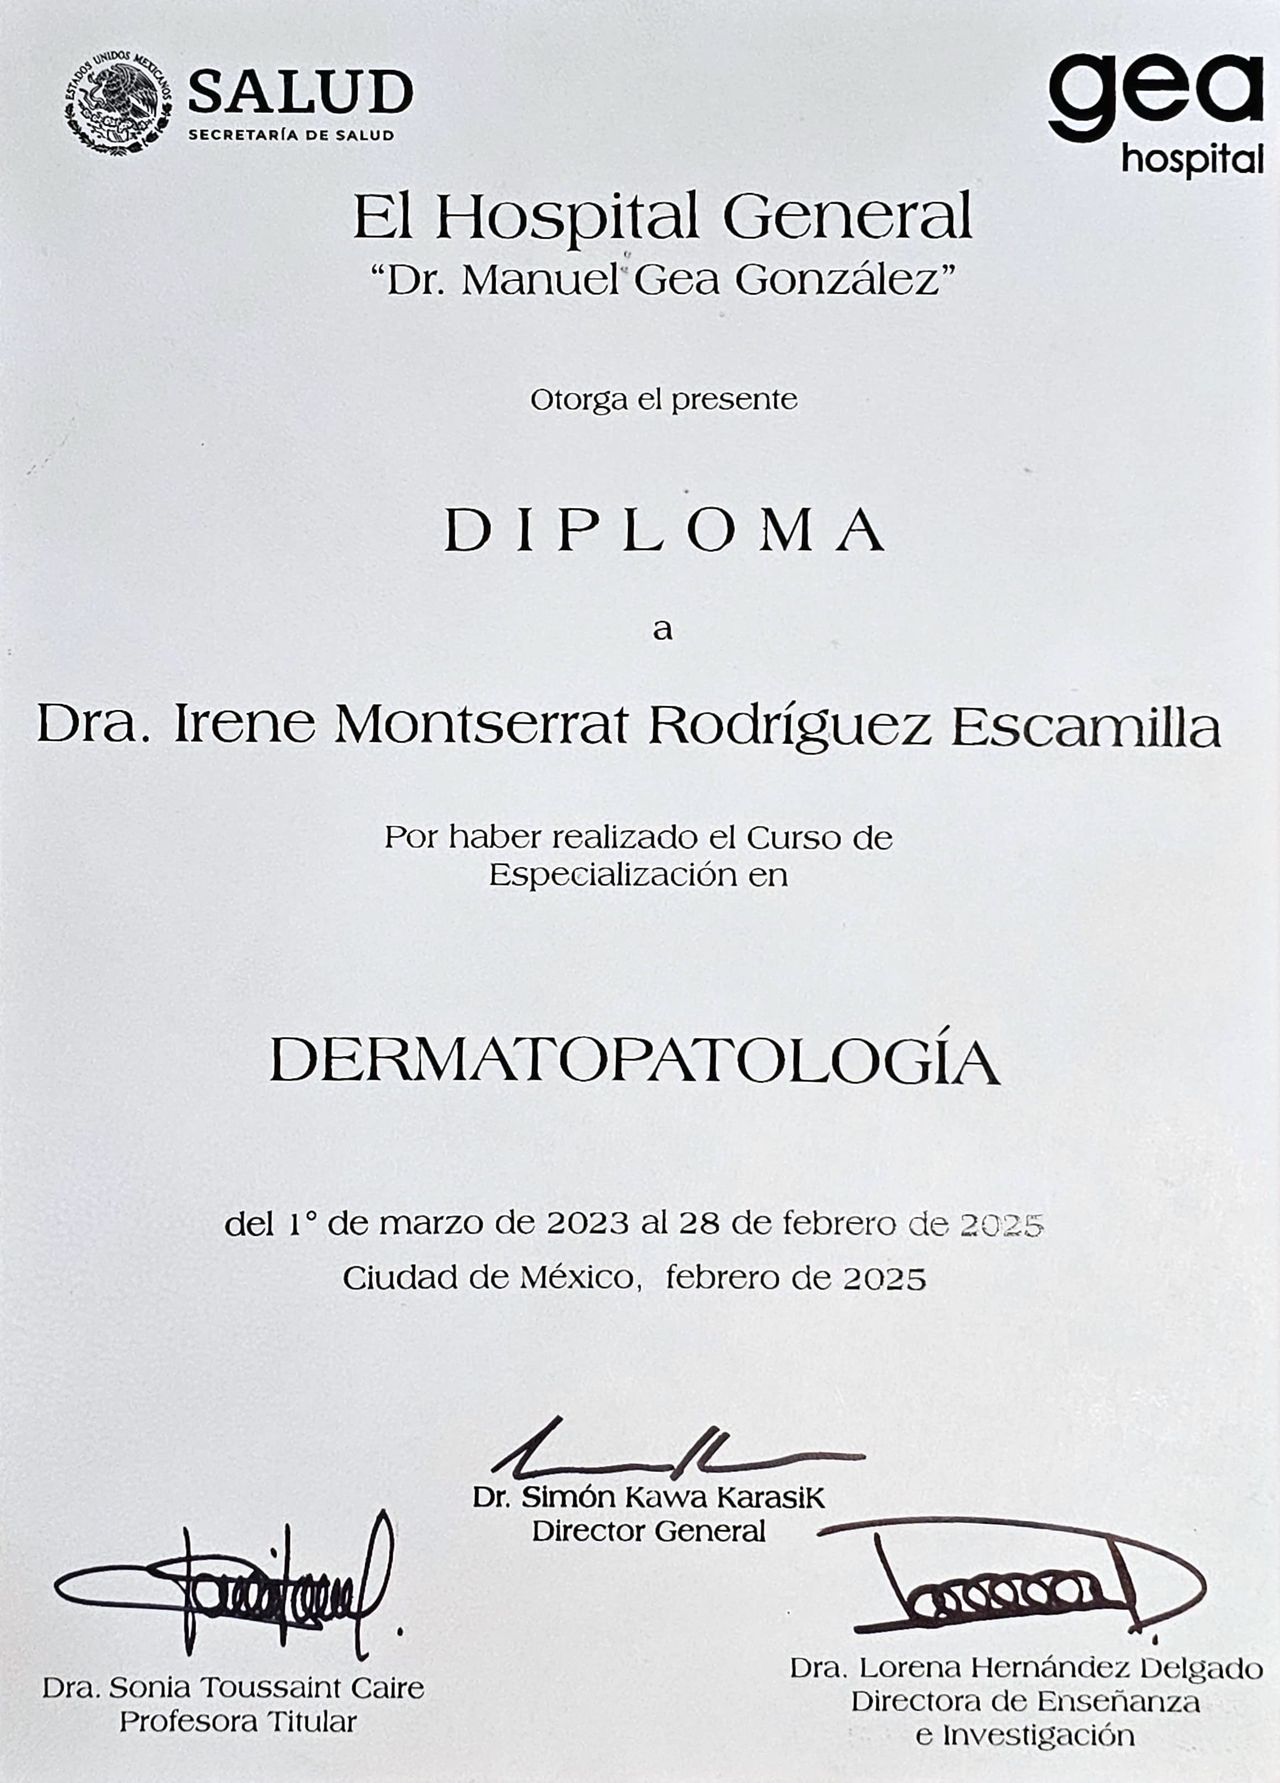 ESTADOS UNIDOS MEXICANOS
SALUD
SECRETARÍA DE SALUD
gea
hospital
El Hospital General
“Dr. Manuel Gea González”
Otorga el presente
DIPLOMA
a
Dra. Irene Montserrat Rodríguez Escamilla
Por haber realizado el Curso de
Especialización en
DERMATOPATOLOGÍA
del 1° de marzo de 2023 al 28 de febrero de 2025
Ciudad de México, febrero de 2025
Dr. Simón Kawa KarasiK
Director General
Dra. Sonia Toussaint Caire
Profesora Titular
Dra. Lorena Hernández Delgado
Directora de Enseñanza
e Investigación